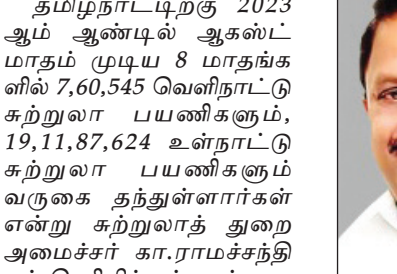 தமிழ்நாட்டிற்கு 2023
ஆம் ஆண்டில் ஆகஸ்ட்
மாதம் முடிய 8 மாதங்க
ளில் 7,60,545 வெளிநாட்டு
சுற்றுலா பயணிகளும்,
19,11,87,624 உள்நாட்டு
சுற்றுலா பயணிகளும்
வருகை தந்துள்ளார்கள்
என்று சுற்றுலாத் துறை
அமைச்சர் கா.ராமச்சந்தி